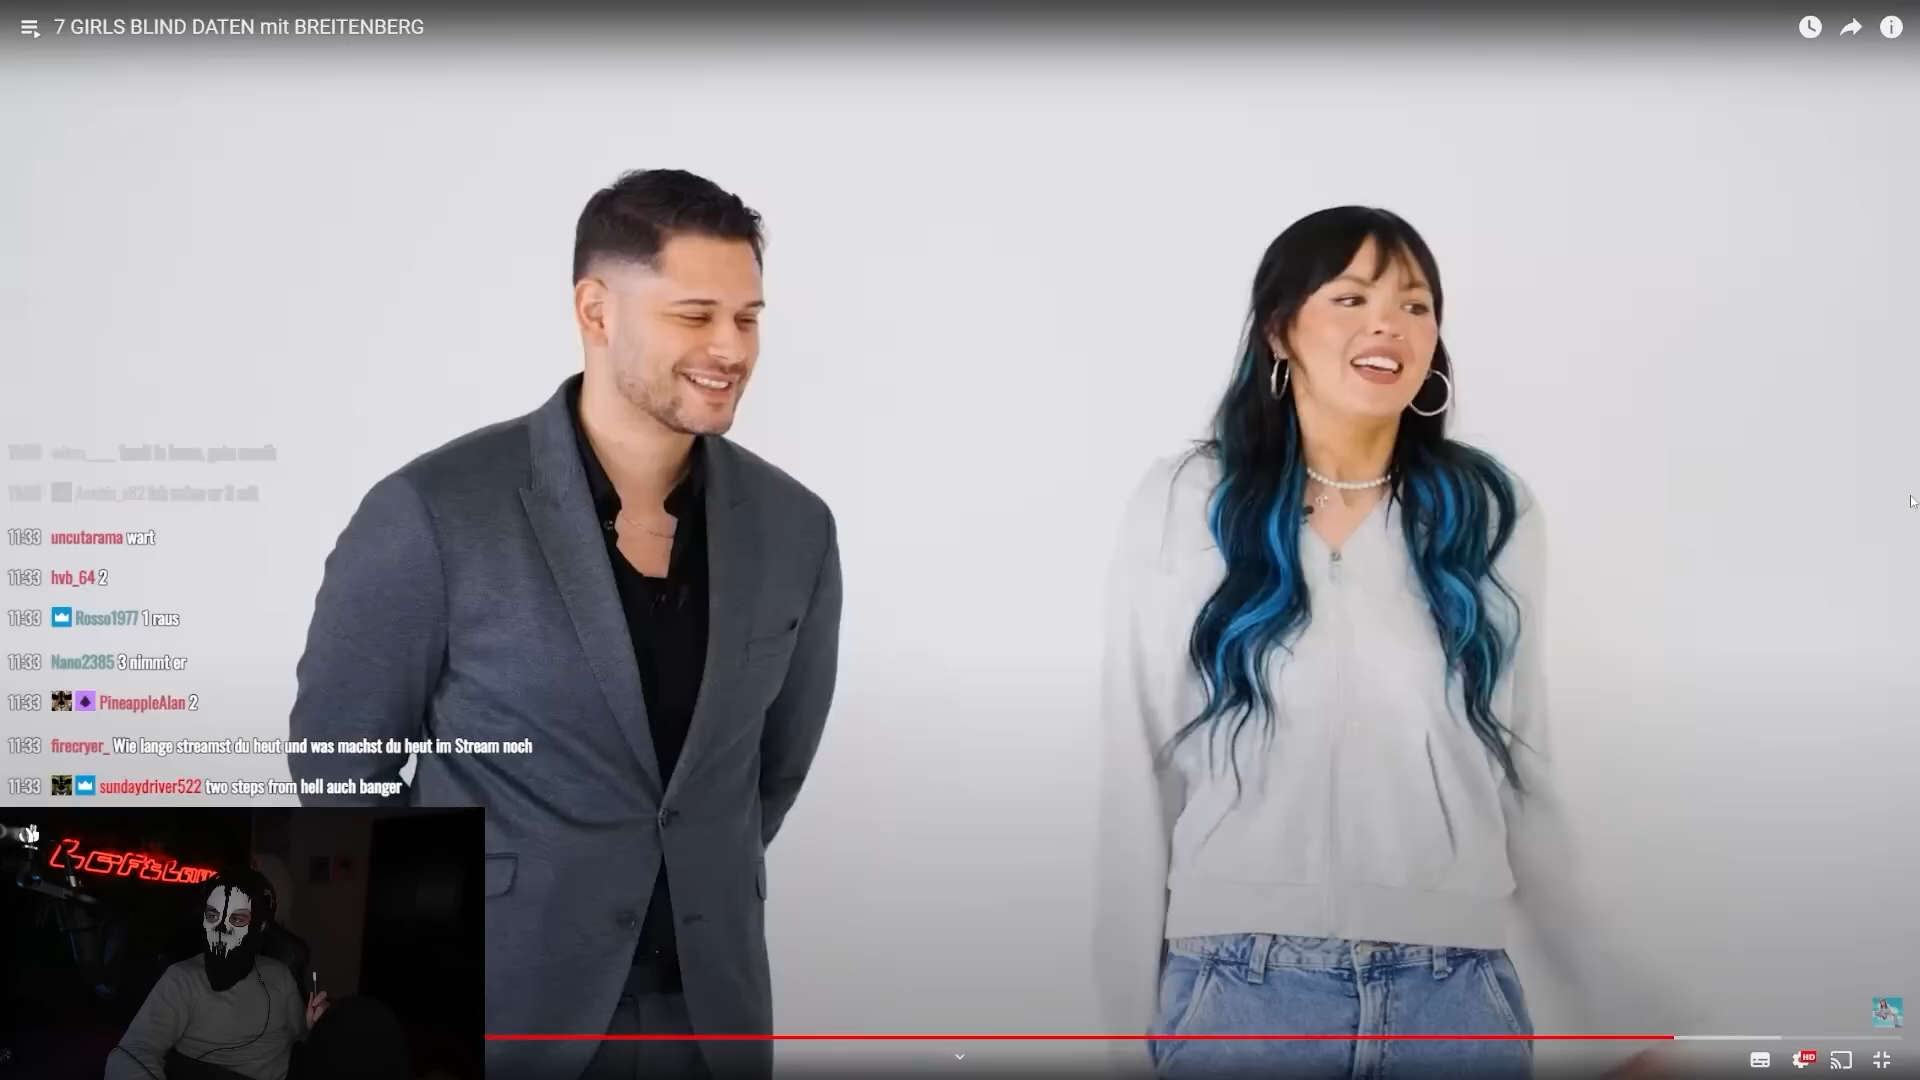 7 GIRLS BLIND DATEN mit BREITENBERG
11:33 uncutarama wart
11:33 hvb_64 2
11:33 Rosso1977 1 raus
11:33 Nano2385 3 nimmt er
11:33 PineappleAlan 2
11:33 firecryer_ Wie lange streamst du heut und was machst du heut im Stream noch
11:33 sundaydriver522 two steps from hell auch banger
HD